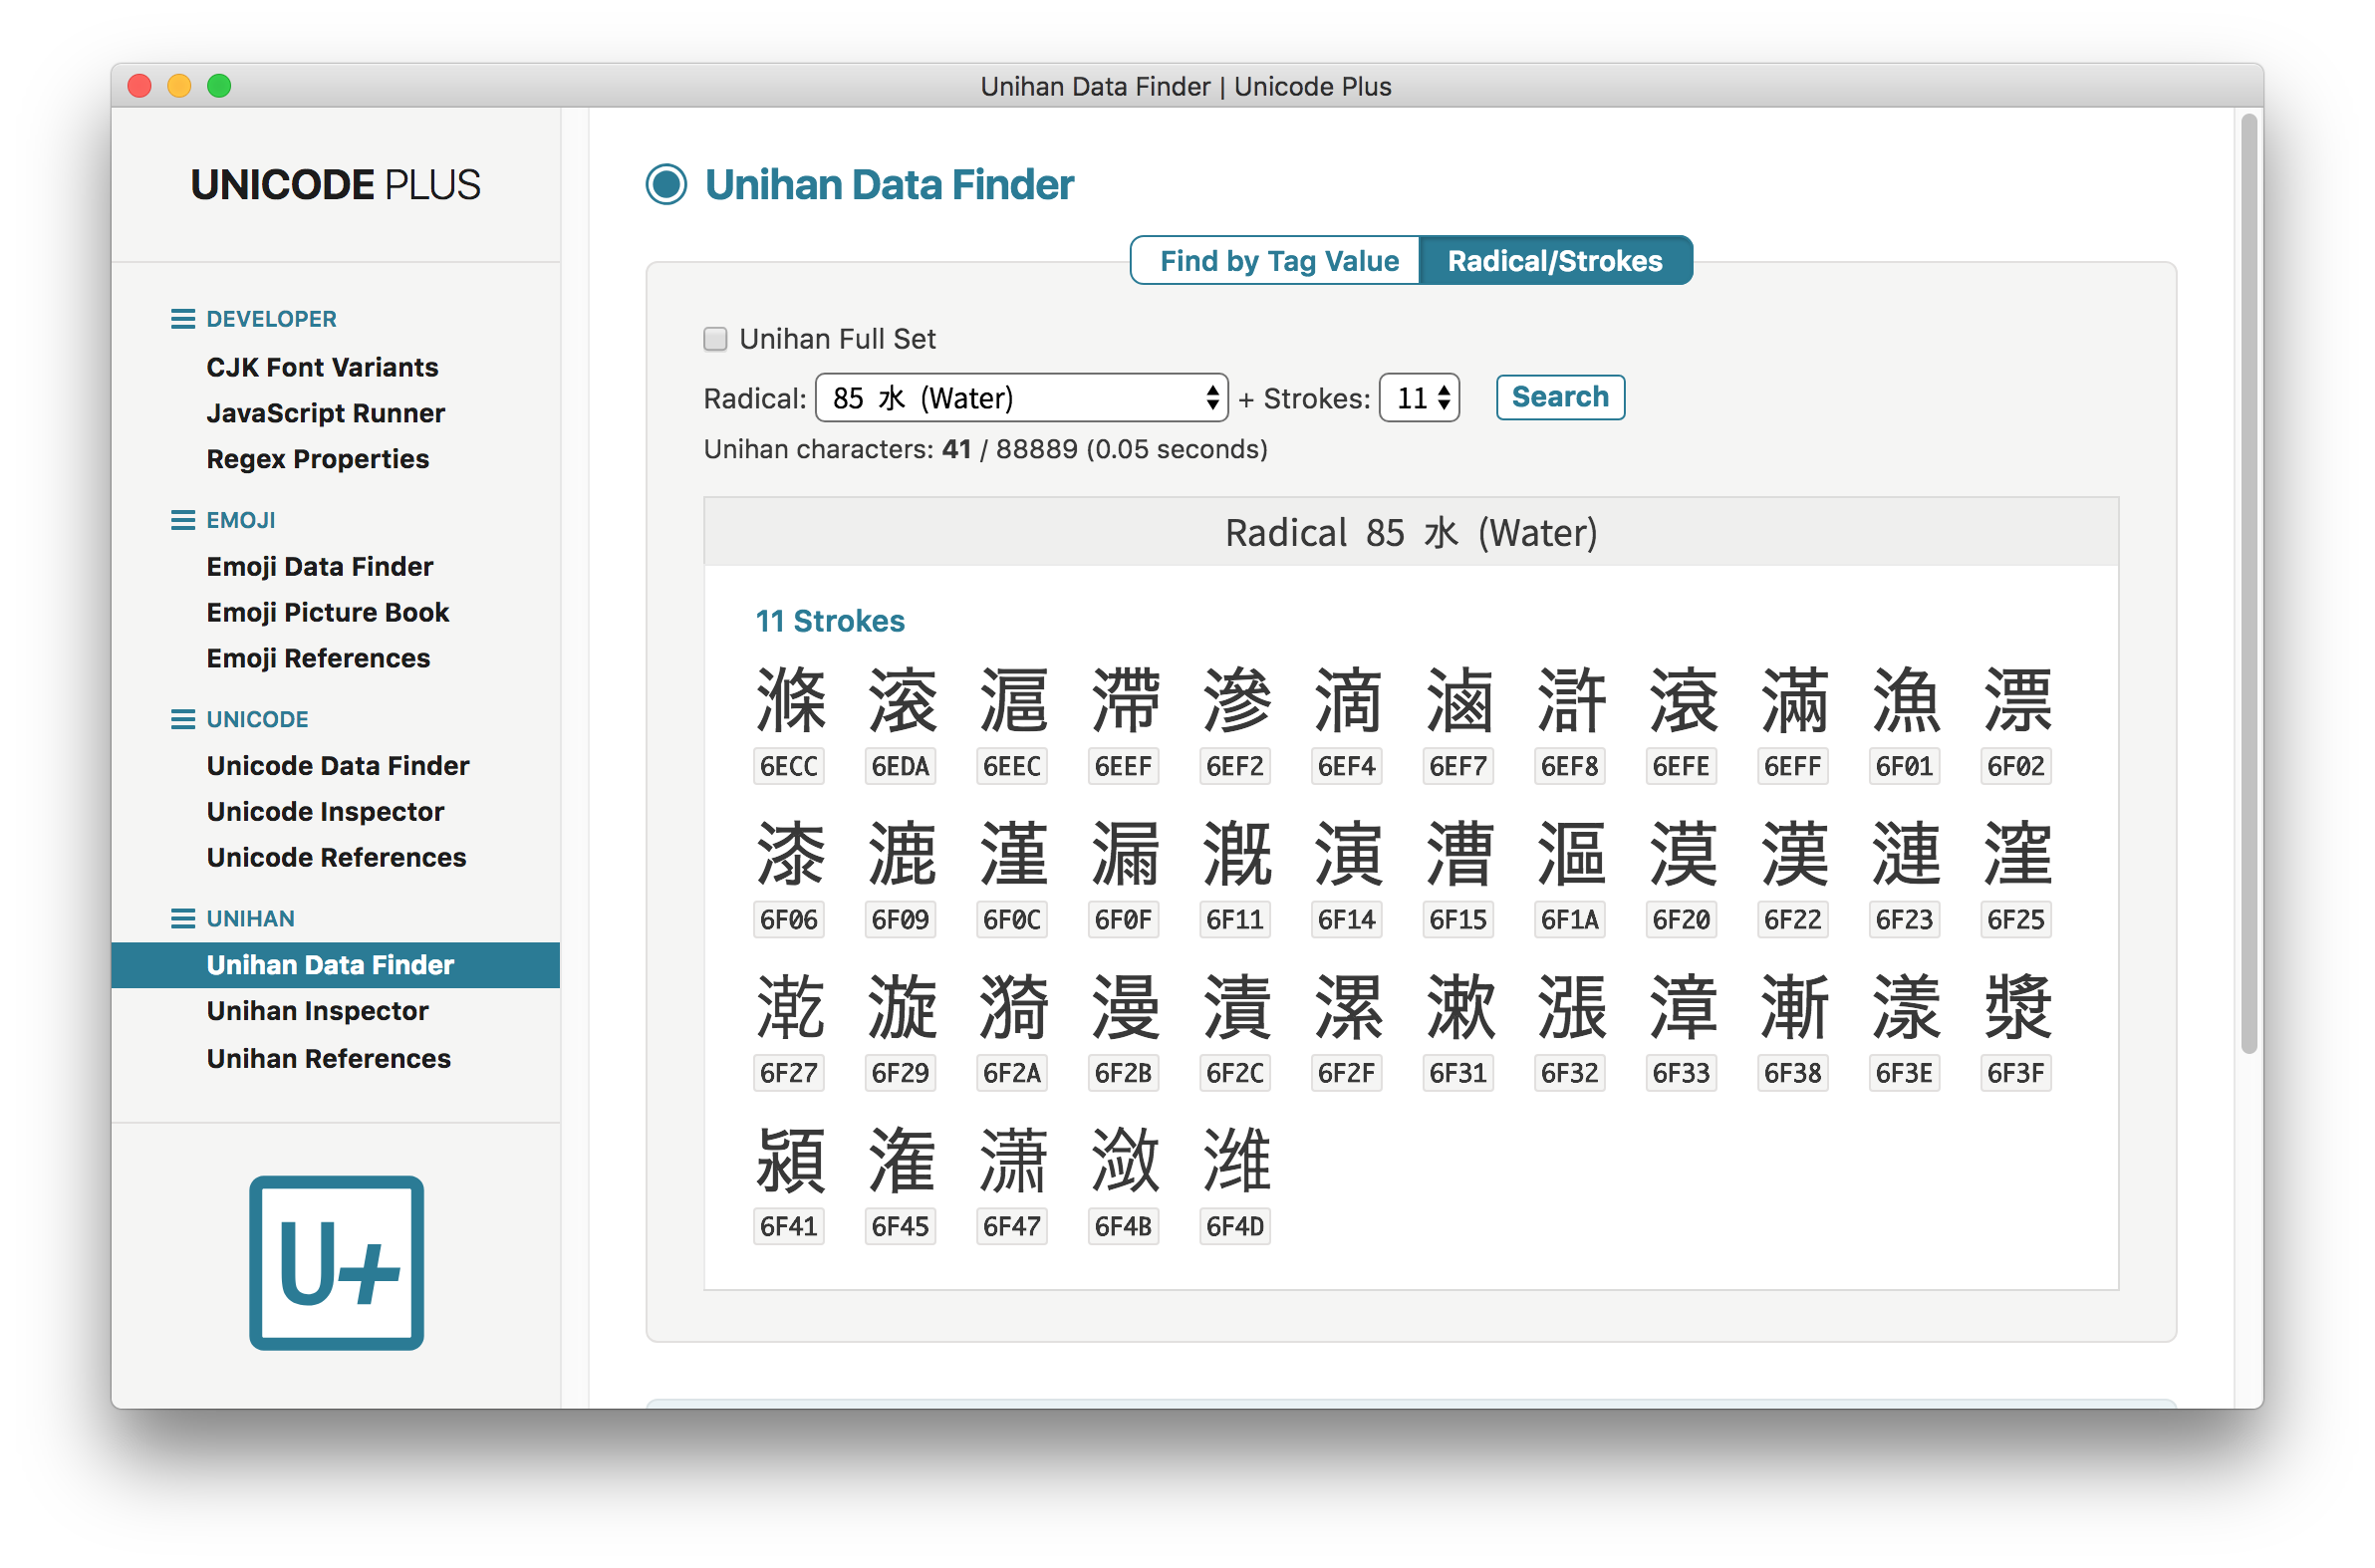 Unihan Data Finder | Unicode Plus
UNICODE PLUS
DEVELOPER
CJK Font Variants
JavaScript Runner
Regex Properties
EMOJI
Emoji Data Finder
Emoji Picture Book
Emoji References
UNICODE
Unicode Data Finder
Unicode Inspector
Unicode References
UNIHAN
Unihan Data Finder
Unihan Inspector
Unihan References
U+
Unihan Data Finder
Find by Tag Value Radical/Strokes
Unihan Full Set
Radical: 85 水 (Water) + Strokes: 11 Search
Unihan characters: 41 / 88889 (0.05 seconds)
Radical 85 水 (Water)
11 Strokes
滌 滚 滬 滯 滲 滴 滷 滸 滾 滿 漁 漂
6ECC 6EDA 6EEC 6EEF 6EF2 6EF4 6EF7 6EF8 6EFE 6EFF 6F01 6F02
漆 漉 漌 漏 漑 演 漕 漚 漠 漢 漣 漥
6F06 6F09 6F0C 6F0F 6F11 6F14 6F15 6F1A 6F20 6F22 6F23 6F25
漧 漩 漪 漫 漬 漯 漱 漲 漳 漸 漾 漿
6F27 6F29 6F2A 6F2B 6F2C 6F2F 6F31 6F32 6F33 6F38 6F3E 6F3F
潁 潅 潇 潋 潍
6F41 6F45 6F47 6F4B 6F4D